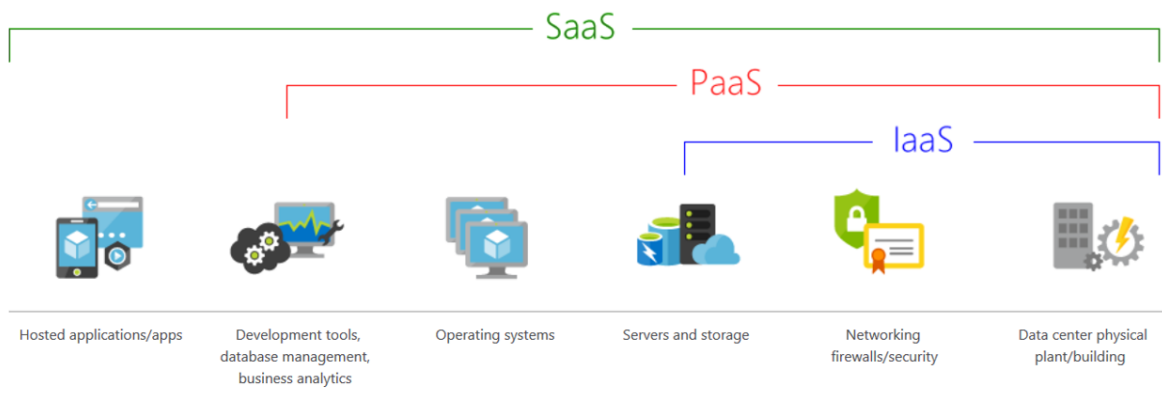 SaaS
PaaS
IaaS
Hosted applications/apps
Development tools,
database management,
business analytics
Operating systems
Servers and storage
Networking
firewalls/security
Data center physical
plant/building